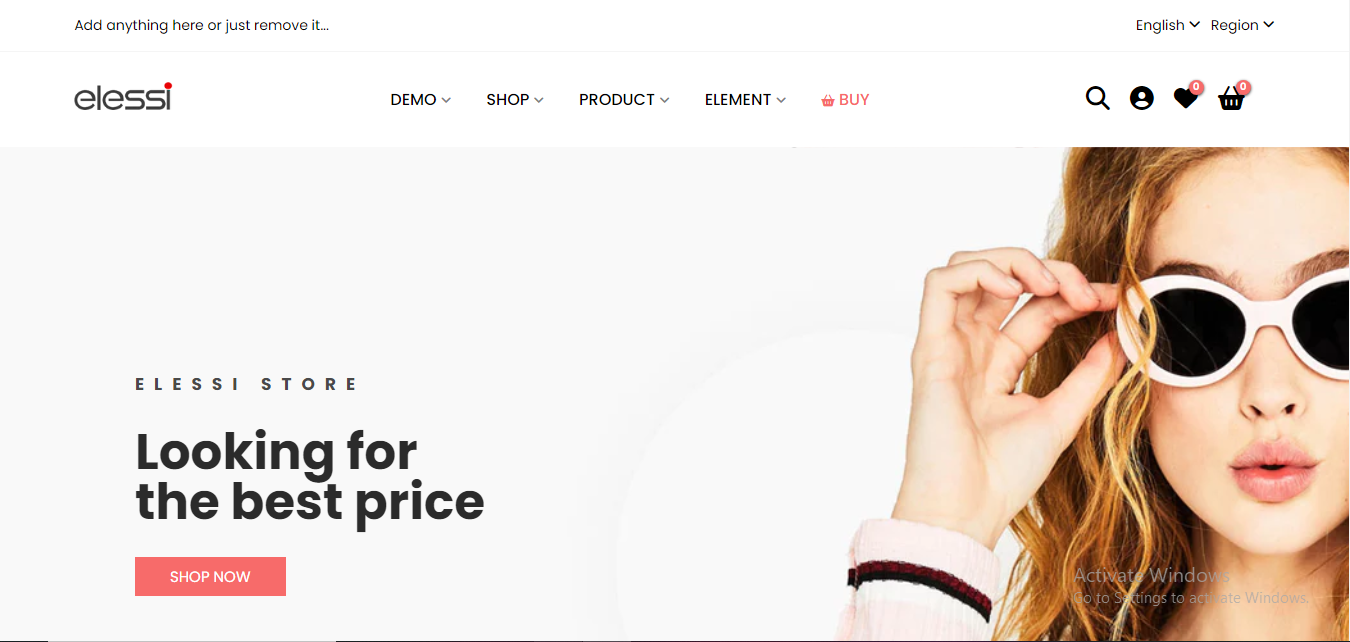 Add anything here or just remove it...
English Region
elessi
DEMO SHOP PRODUCT ELEMENT BUY
0 0
ELESSI STORE
Looking for
the best price
SHOP NOW
Activate Windows
Go to Settings to activate Windows.